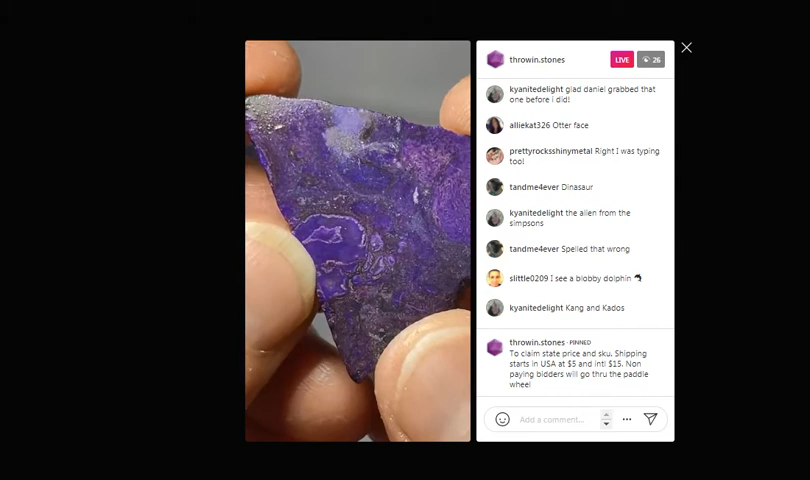 throwin.stones
LIVE
26
kyanitedelight glad daniel grabbed that
one before i did!
alliekat326 Otter face
prettyrocksshinymetal Right I was typing
too!
tandme4ever Dinasaur
kyanitedelight the alien from the
simpsons
tandme4ever Spelled that wrong
slittle0209 I see a blobby dolphin
kyanitedelight Kang and Kados
throwin.stones · PINNED
To claim state price and sku. Shipping
starts in USA at $5 and intl $15. Non
paying bidders will go thru the paddle
wheel
Add a comment...